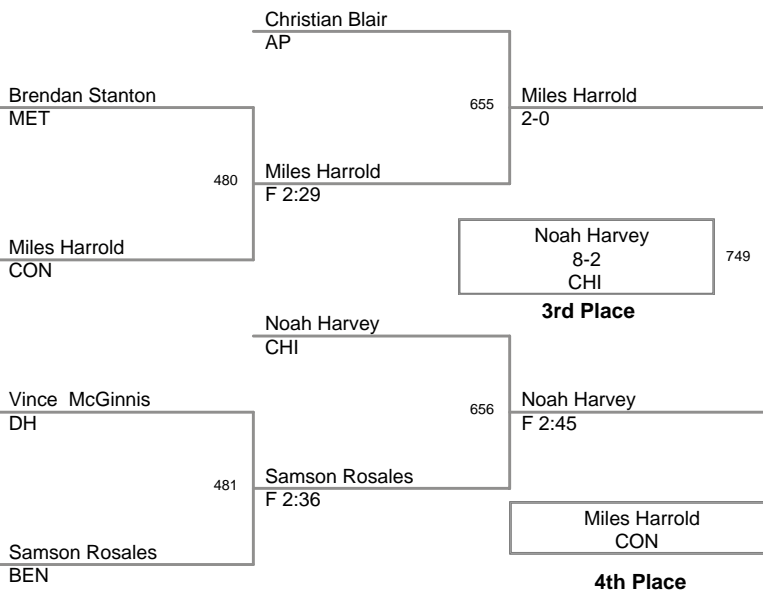 Christian Blair
AP
Brendan Stanton
MET
655
Miles Harrold
2-0
480
Miles Harrold
F 2:29
Miles Harrold
CON
Noah Harvey
8-2
CHI
749
3rd Place
Noah Harvey
CHI
Vince McGinnis
DH
656
Noah Harvey
F 2:45
481
Samson Rosales
F 2:36
Samson Rosales
BEN
Miles Harrold
CON
4th Place